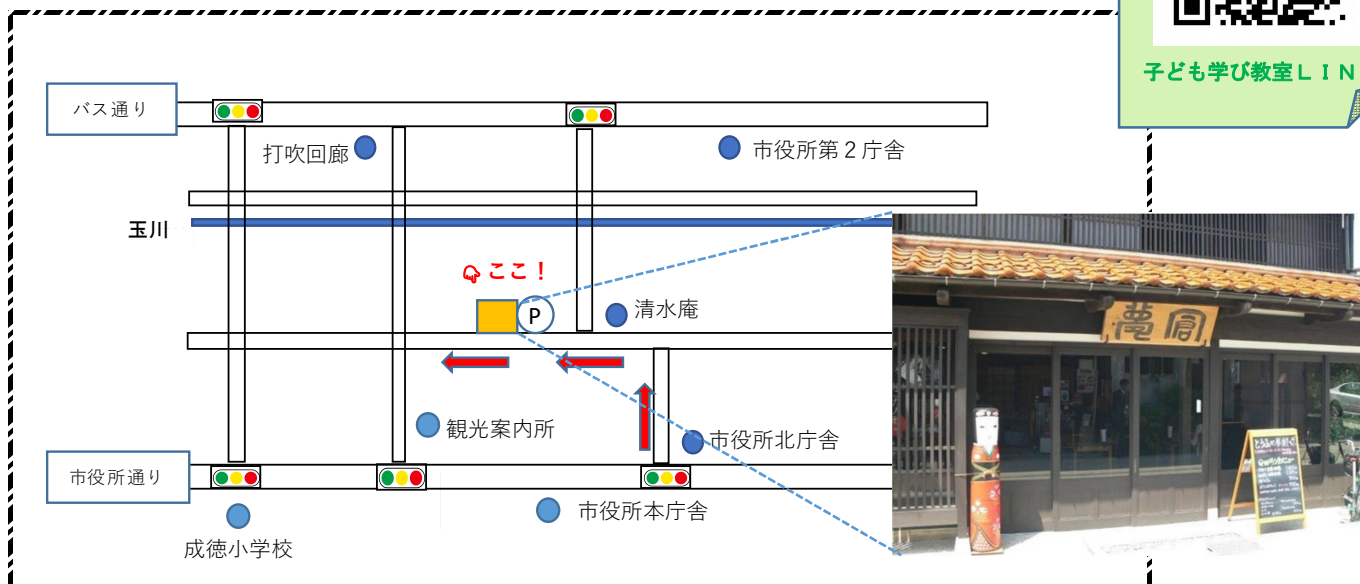 子ども学び教室ＬＩＮ
バス通り
打吹回廊
市役所第２庁舎
玉川
ここ！
P
清水庵
夢倉
観光案内所
市役所北庁舎
市役所通り
市役所本庁舎
成徳小学校